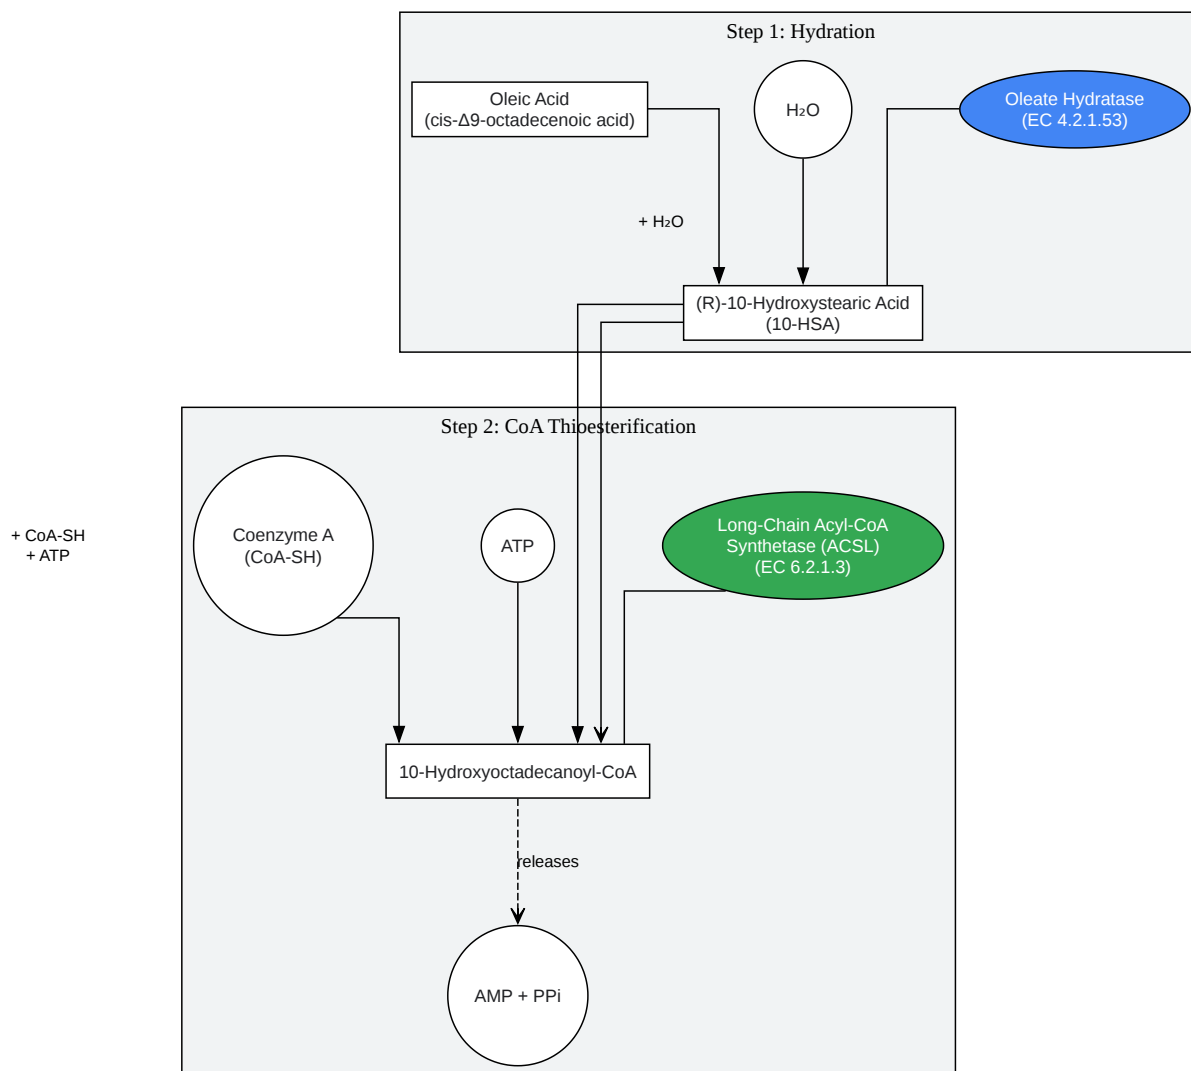 Step 1: Hydration
Oleic Acid
(cis-Δ9-octadecenoic acid)
H₂O
Oleate Hydratase
(EC 4.2.1.53)
+ H₂O
(R)-10-Hydroxystearic Acid
(10-HSA)
Step 2: CoA Thioesterification
+ CoA-SH
+ ATP
Coenzyme A
(CoA-SH)
ATP
Long-Chain Acyl-CoA
Synthetase (ACSL)
(EC 6.2.1.3)
10-Hydroxyoctadecanoyl-CoA
releases
AMP + PPi